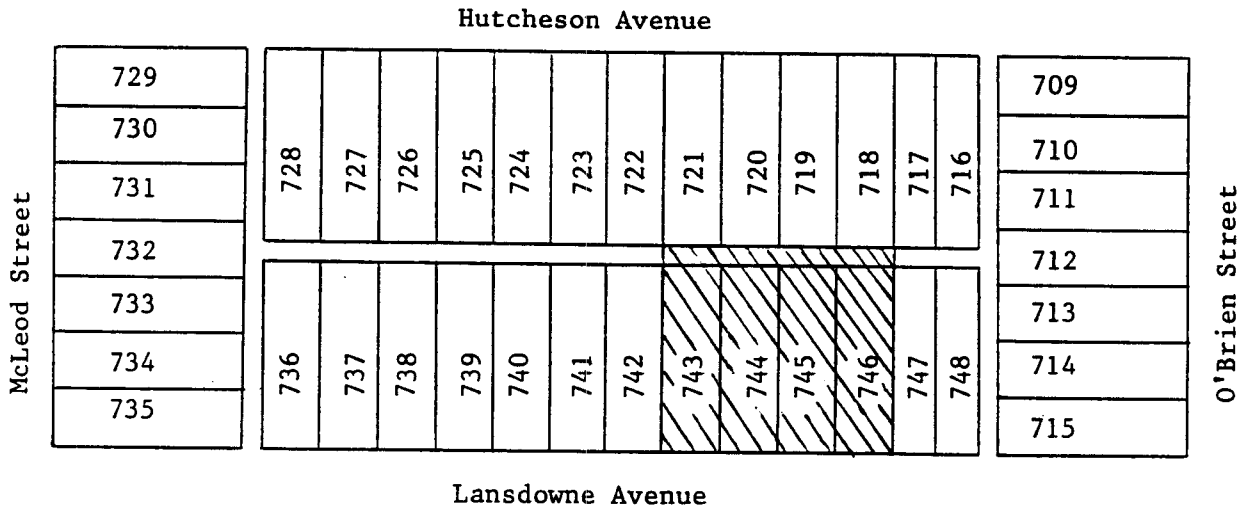 Hutcheson Avenue
McLeod Street
729
730
731
732
733
734
735
728 727 726 725 724 723 722 721 720 719 718 717 716
736 737 738 739 740 741 742 743 744 745 746 747 748
709
710
711
712
713
714
715
O'Brien Street
Lansdowne Avenue